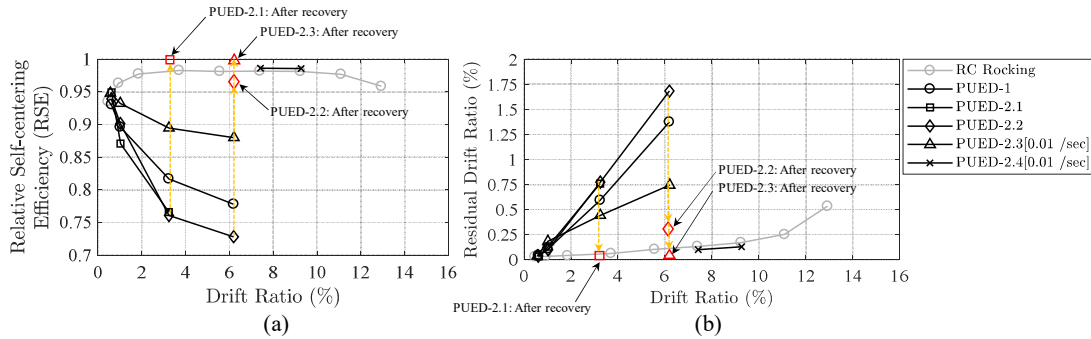 PUED-2.1: After recovery
PUED-2.3: After recovery
PUED-2.2: After recovery
Relative Self-centering
Efficiency (RSE)
1
0.95
0.9
0.85
0.8
0.75
0.7
0 2 4 6 8 10 12 14 16
Drift Ratio (%)
(a)
Residual Drift Ratio (%)
2
1.75
1.5
1.25
1
0.75
0.5
0.25
0
0 2 4 6 8 10 12 14 16
Drift Ratio (%)
PUED-2.2: After recovery
PUED-2.3: After recovery
PUED-2.1: After recovery
(b)
RC Rocking
PUED-1
PUED-2.1
PUED-2.2
PUED-2.3[0.01 /sec]
PUED-2.4[0.01 /sec]